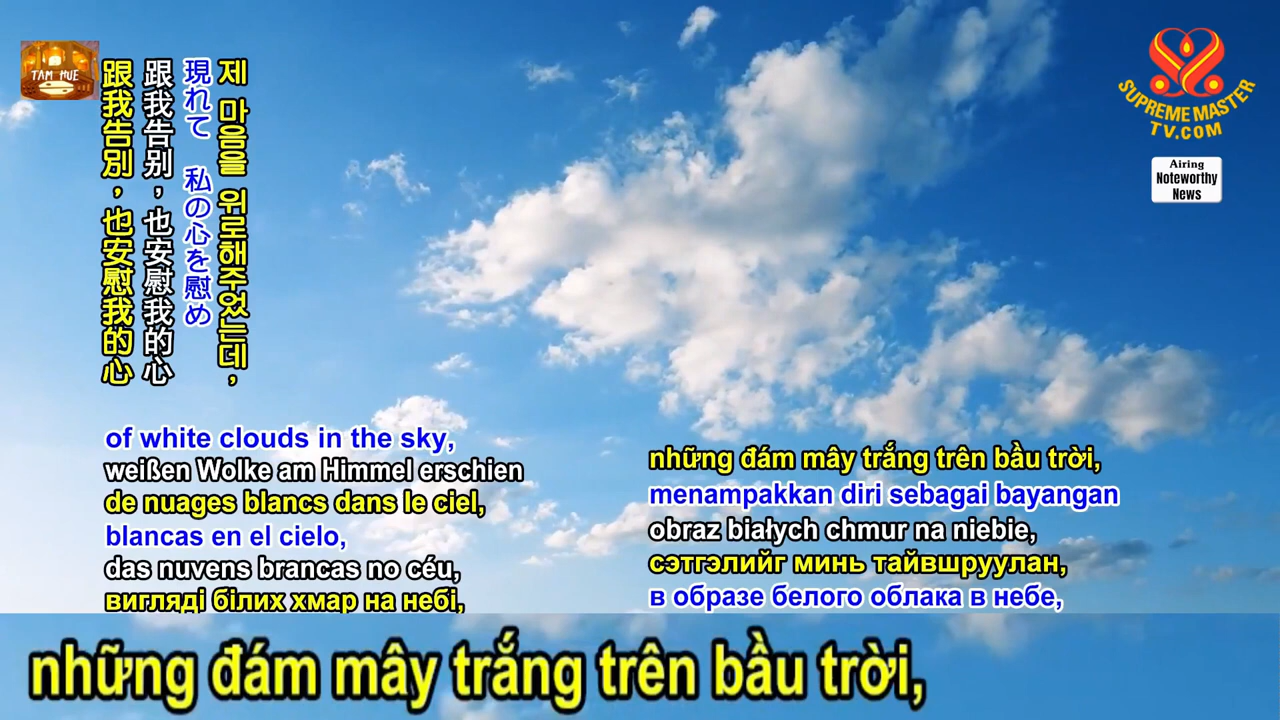 TAM HUE
跟我告別，也安慰我的心
跟我告别，也安慰我的心
現れて 私の心を慰め
제 마음을 위로해주었는데,
SUPREME MASTER
TV.COM
Airing
Noteworthy
News
of white clouds in the sky,
weißen Wolke am Himmel erschien
de nuages blancs dans le ciel,
blancas en el cielo,
das nuvens brancas no céu,
вигляді білих хмар на небі,
những đám mây trắng trên bầu trời,
menampakkan diri sebagai bayangan
obraz białych chmur na niebie,
сэтгэлийг минь тайвшруулан,
в образе белого облака в небе,
những đám mây trắng trên bầu trời,